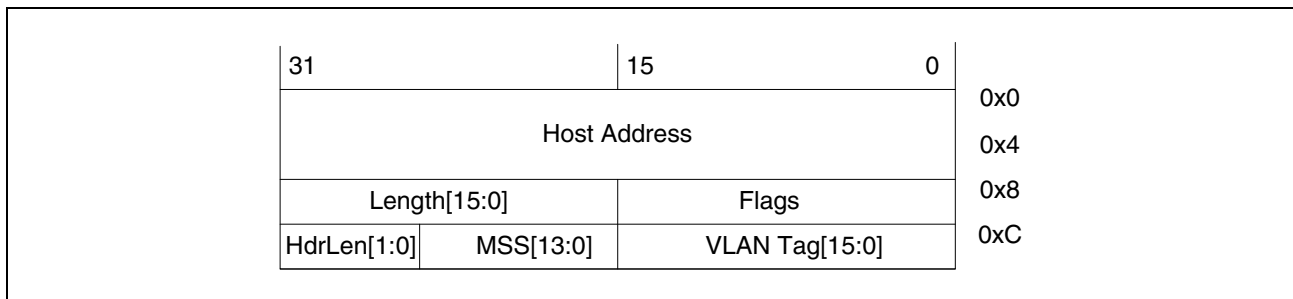 31 15 0
0x0
Host Address
0x4
Length[15:0] Flags 0x8
HdrLen[1:0] MSS[13:0] VLAN Tag[15:0] 0xC